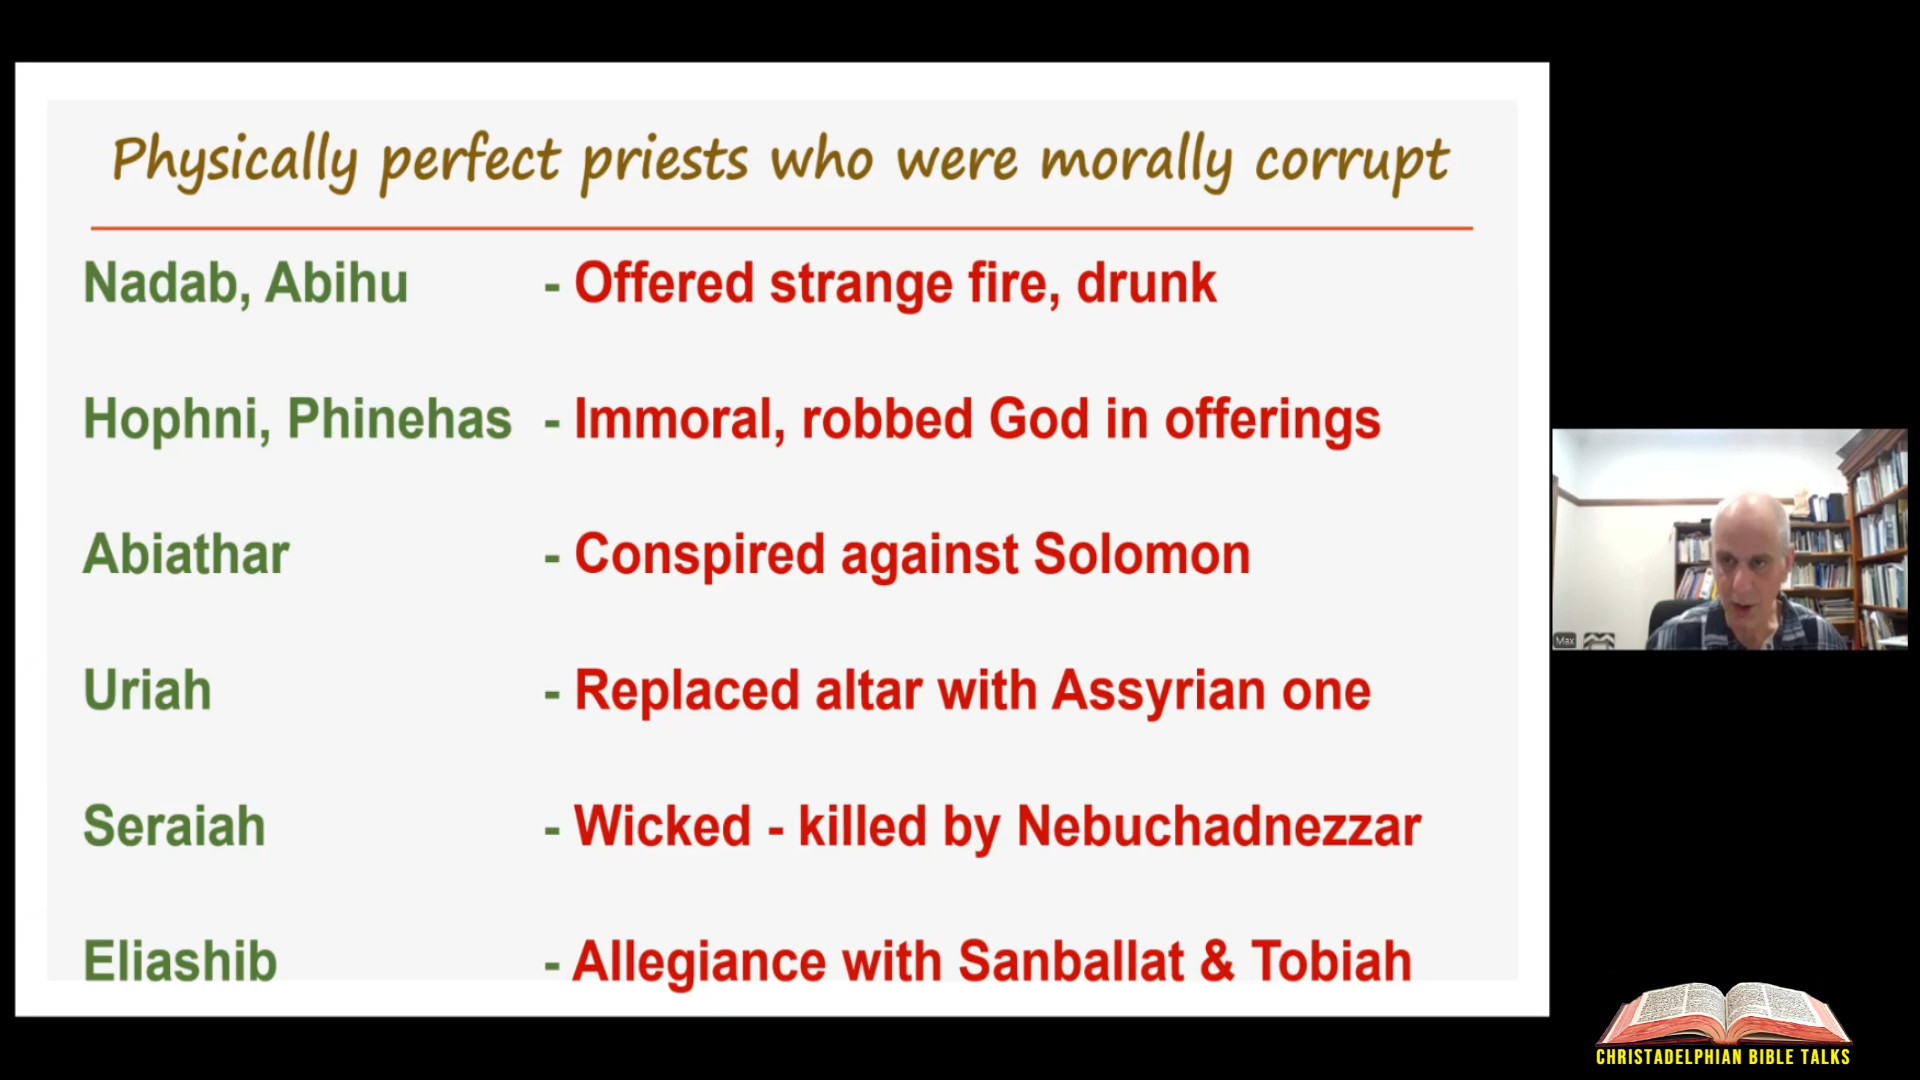 Physically perfect priests who were morally corrupt
Nadab, Abihu - Offered strange fire, drunk
Hophni, Phinehas - Immoral, robbed God in offerings
Abiathar - Conspired against Solomon
Uriah - Replaced altar with Assyrian one
Seraiah - Wicked - killed by Nebuchadnezzar
Eliashib - Allegiance with Sanballat & Tobiah
Max
CHRISTADELPHIAN BIBLE TALKS